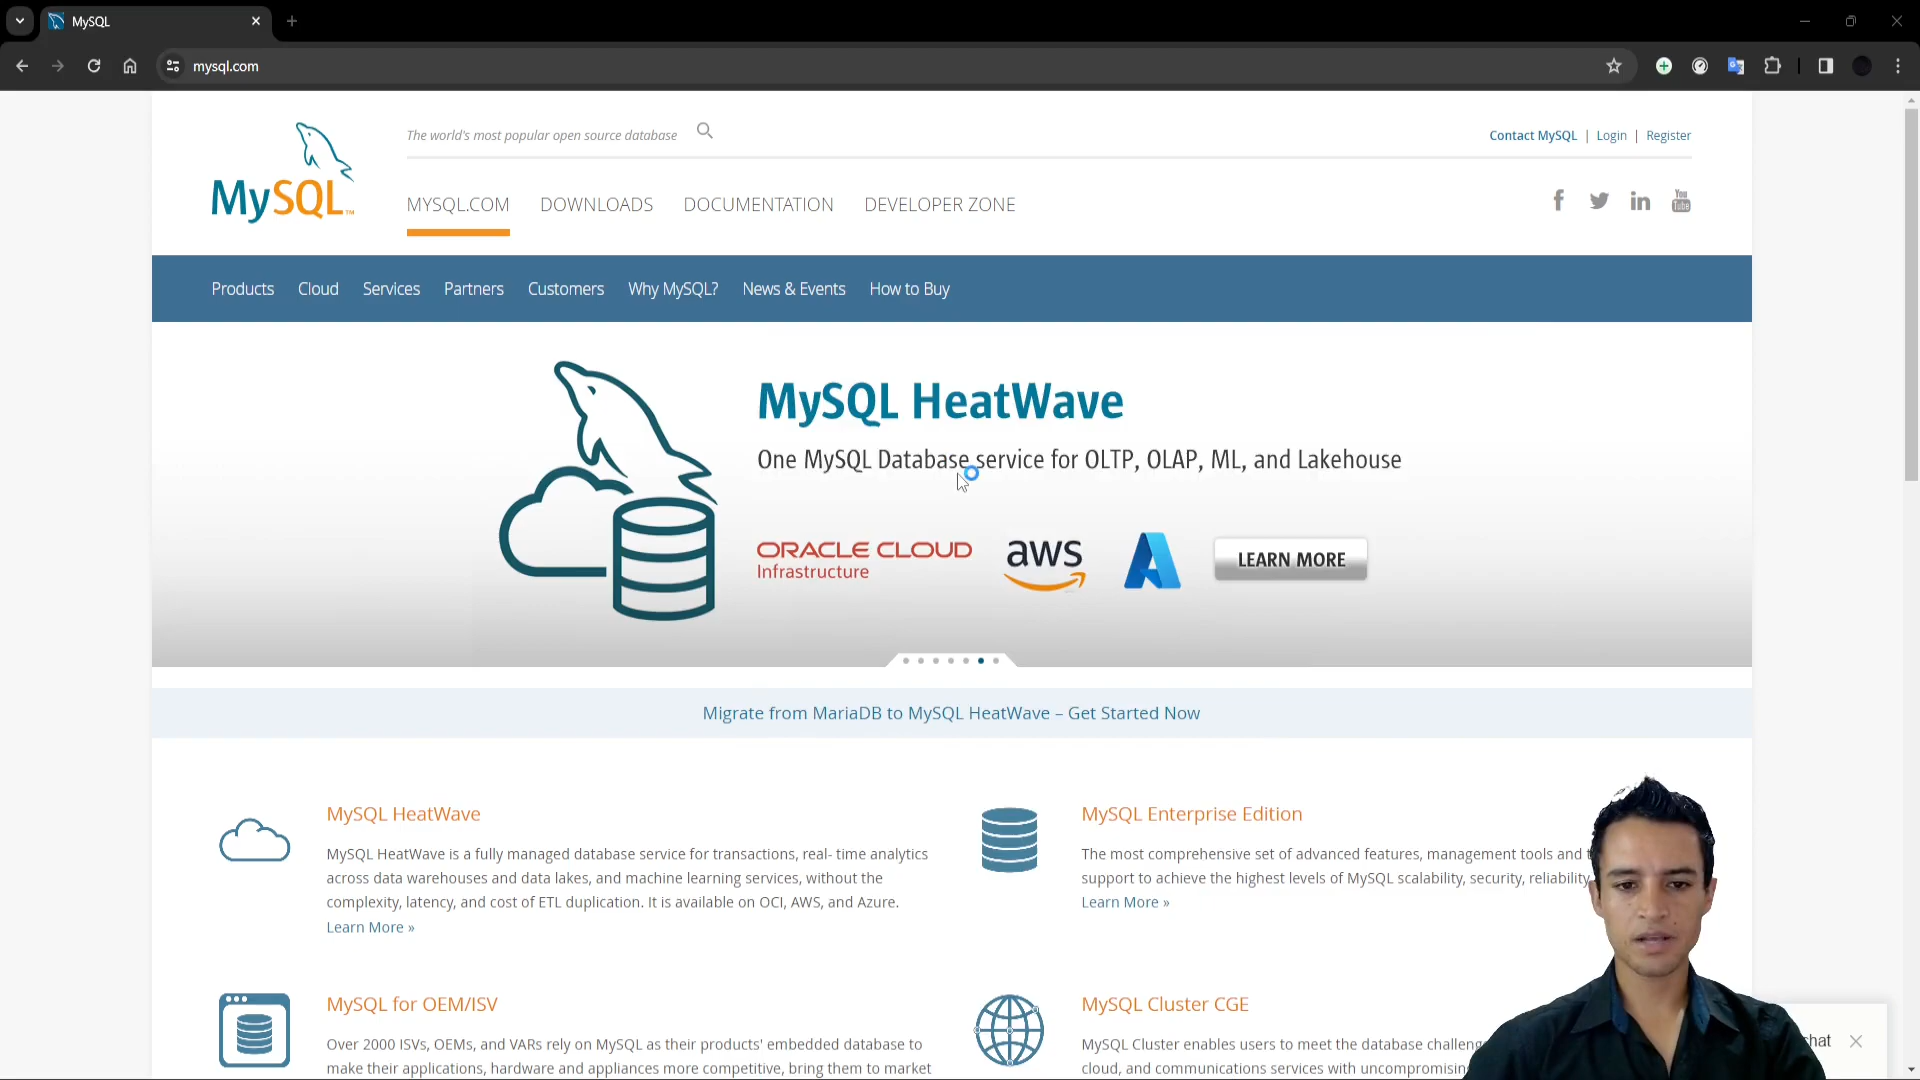 MySQL
mysql.com
The world's most popular open source database
Contact MySQL | Login | Register
MySQL™
MYSQL.COM DOWNLOADS DOCUMENTATION DEVELOPER ZONE
You Tube
Products Cloud Services Partners Customers Why MySQL? News & Events How to Buy
MySQL HeatWave
One MySQL Database service for OLTP, OLAP, ML, and Lakehouse
ORACLE CLOUD
Infrastructure
aws
LEARN MORE
Migrate from MariaDB to MySQL HeatWave – Get Started Now
MySQL HeatWave
MySQL HeatWave is a fully managed database service for transactions, real- time analytics
across data warehouses and data lakes, and machine learning services, without the
complexity, latency, and cost of ETL duplication. It is available on OCI, AWS, and Azure.
Learn More »
MySQL Enterprise Edition
The most comprehensive set of advanced features, management tools and
support to achieve the highest levels of MySQL scalability, security, reliability,
Learn More »
MySQL for OEM/ISV
Over 2000 ISVs, OEMs, and VARs rely on MySQL as their products' embedded database to
make their applications, hardware and appliances more competitive, bring them to market
MySQL Cluster CGE
MySQL Cluster enables users to meet the database
cloud, and communications services with